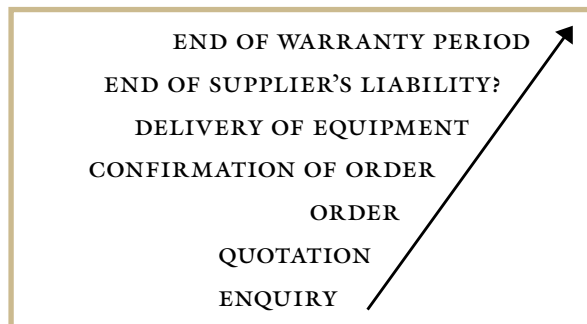 END OF WARRANTY PERIOD
END OF SUPPLIER'S LIABILITY?
DELIVERY OF EQUIPMENT
CONFIRMATION OF ORDER
ORDER
QUOTATION
ENQUIRY